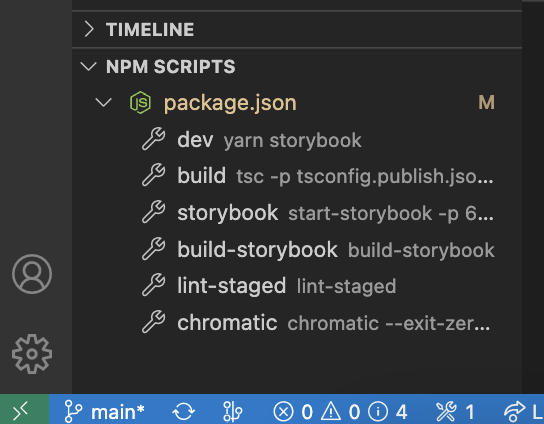 TIMELINE
NPM SCRIPTS
JS package.json M
dev yarn storybook
build tsc -p tsconfig.publish.jso...
storybook start-storybook -p 6...
build-storybook build-storybook
lint-staged lint-staged
chromatic chromatic --exit-zer...
main* 0 0 4 1 L